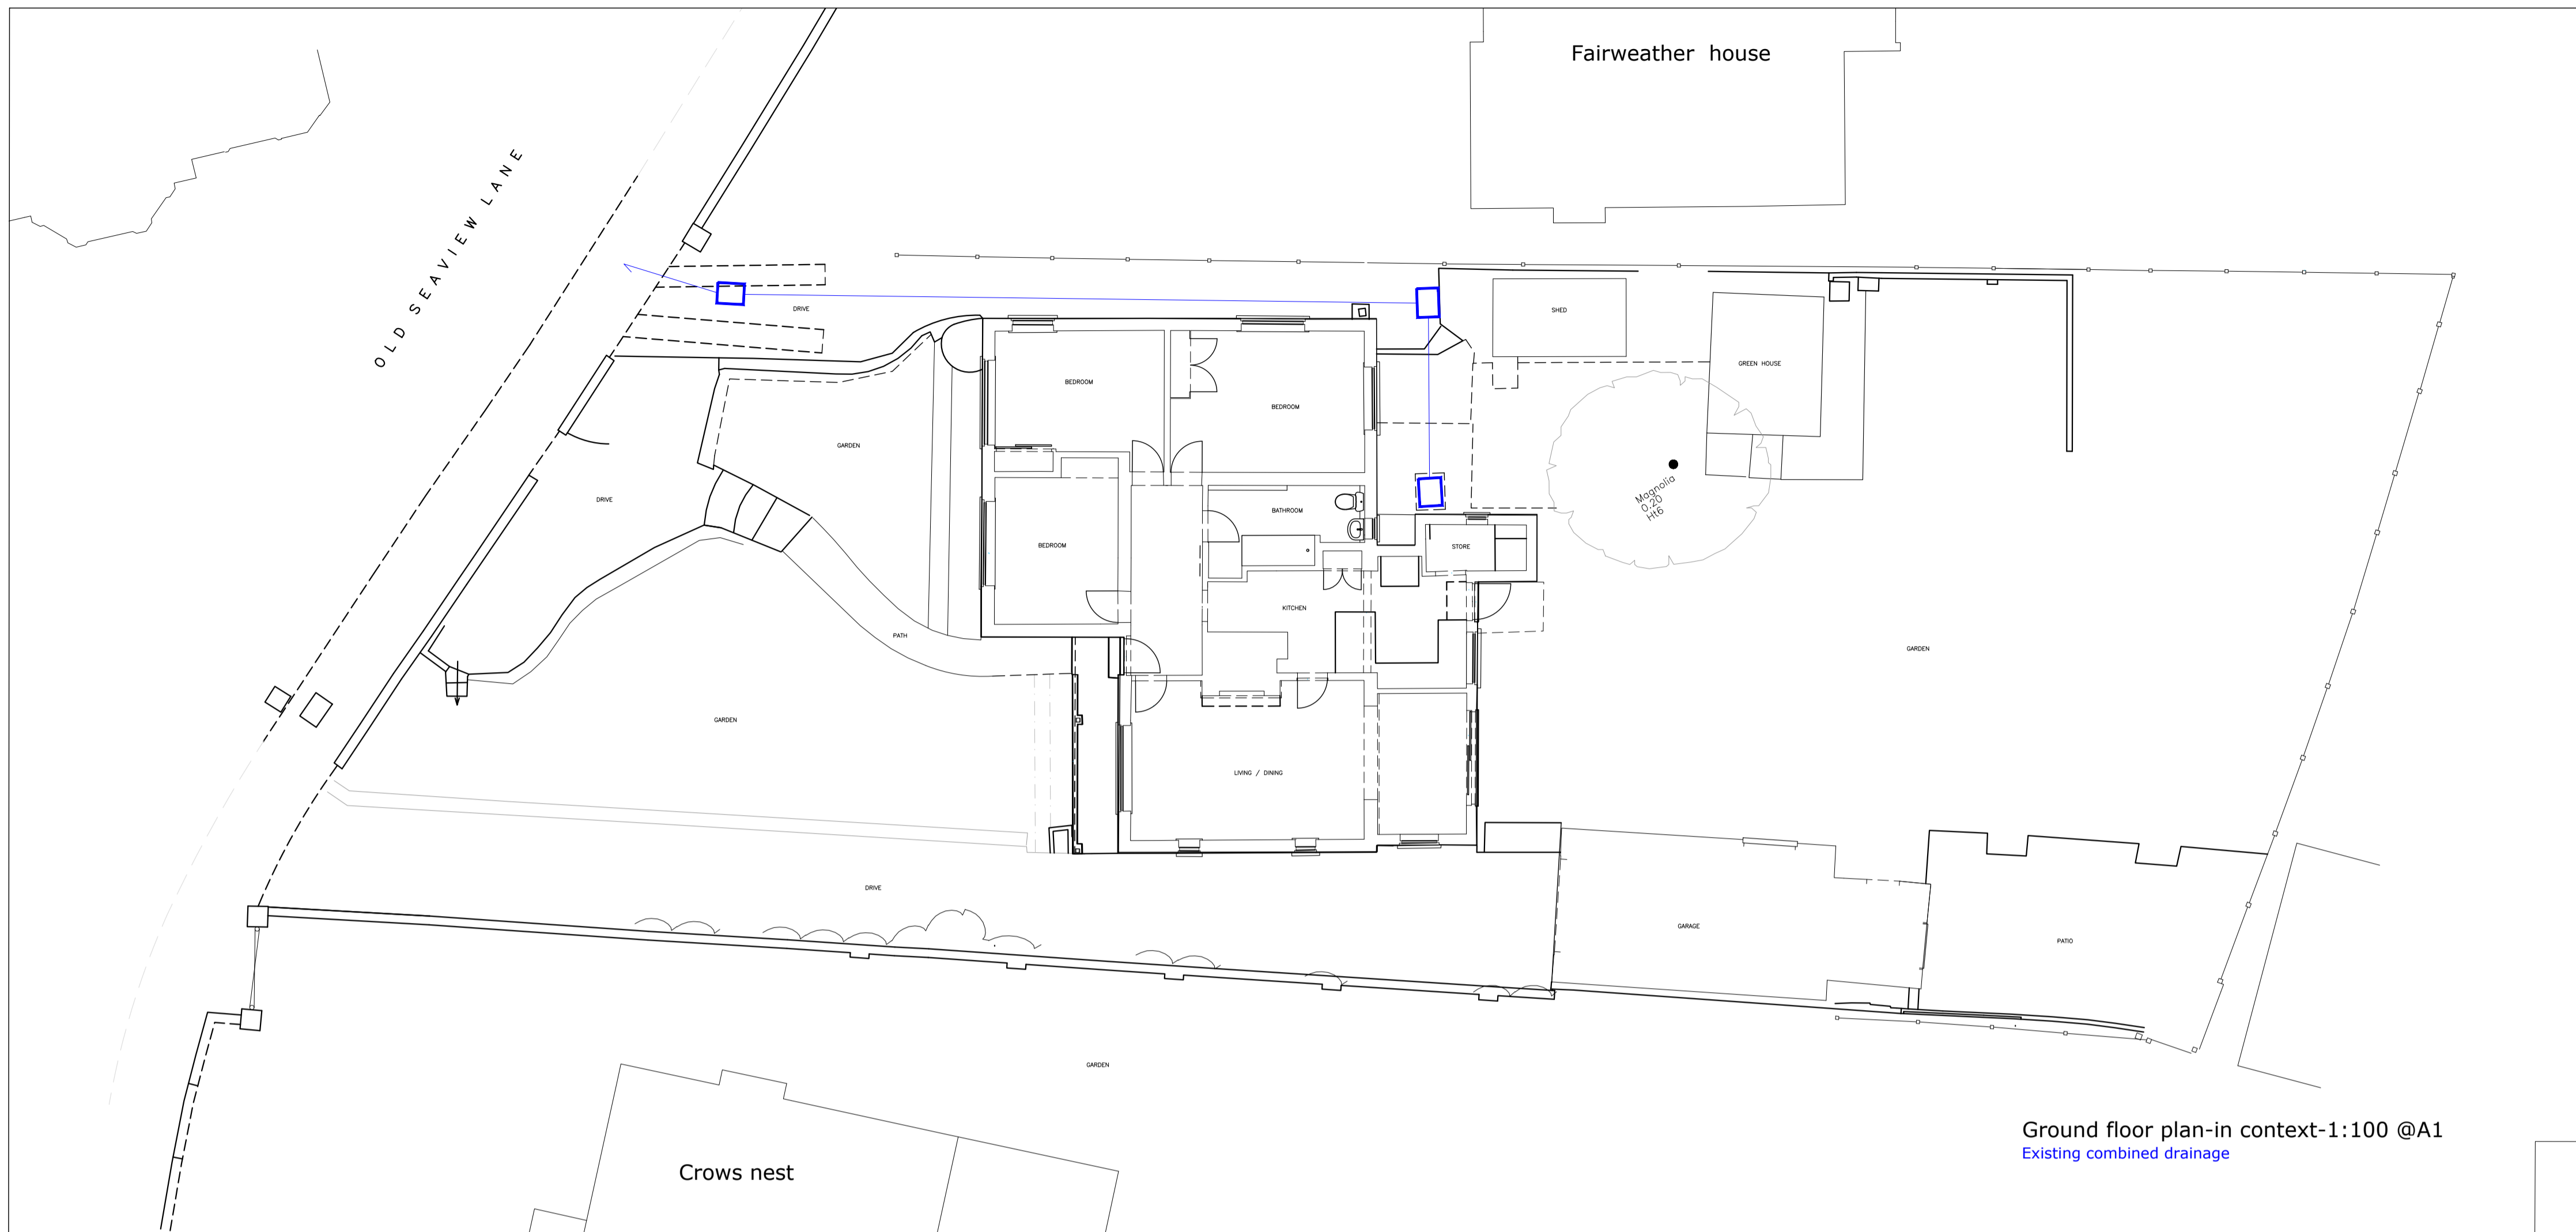 Fairweather  house
OLD SEAVIEW LANE
DRIVE
SHED
GREEN HOUSE
BEDROOM
BEDROOM
GARDEN
Magnolia
0.20
Ht6
DRIVE
BATHROOM
BEDROOM
STORE
KITCHEN
PATH
GARDEN
GARDEN
LIVING / DINING
DRIVE
GARAGE
PATIO
GARDEN
Ground floor plan-in context-1:100 @A1
Existing combined drainage
Crows nest